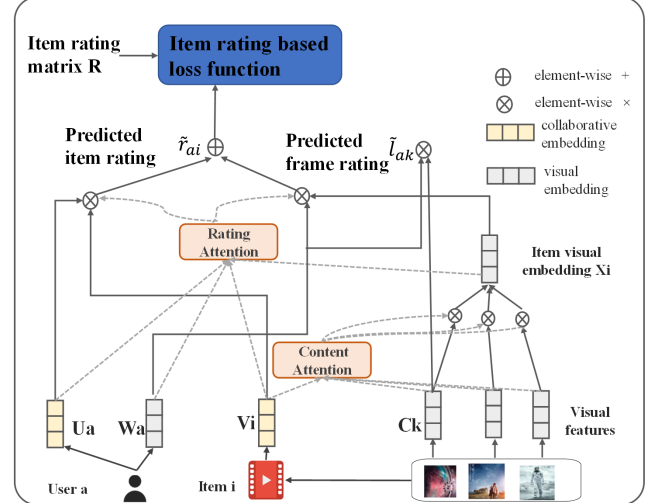 Item rating
matrix R
Item rating based
loss function
element-wise +
element-wise ×
collaborative
embedding
visual
embedding
Predicted
item rating
r̃ai
Predicted
frame rating
l̃ak
Rating
Attention
Item visual
embedding Xi
Content
Attention
Ua
Wa
Vi
Ck
Visual
features
User a
Item i